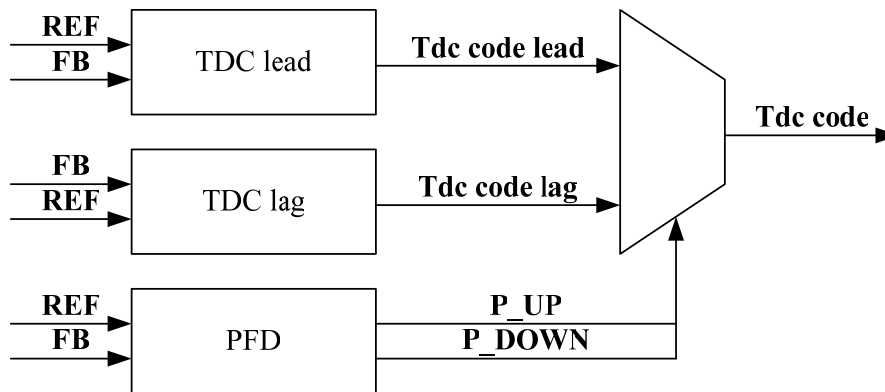 REF
FB
TDC lead
Tdc code lead
Tdc code
FB
REF
TDC lag
Tdc code lag
REF
FB
PFD
P_UP
P_DOWN